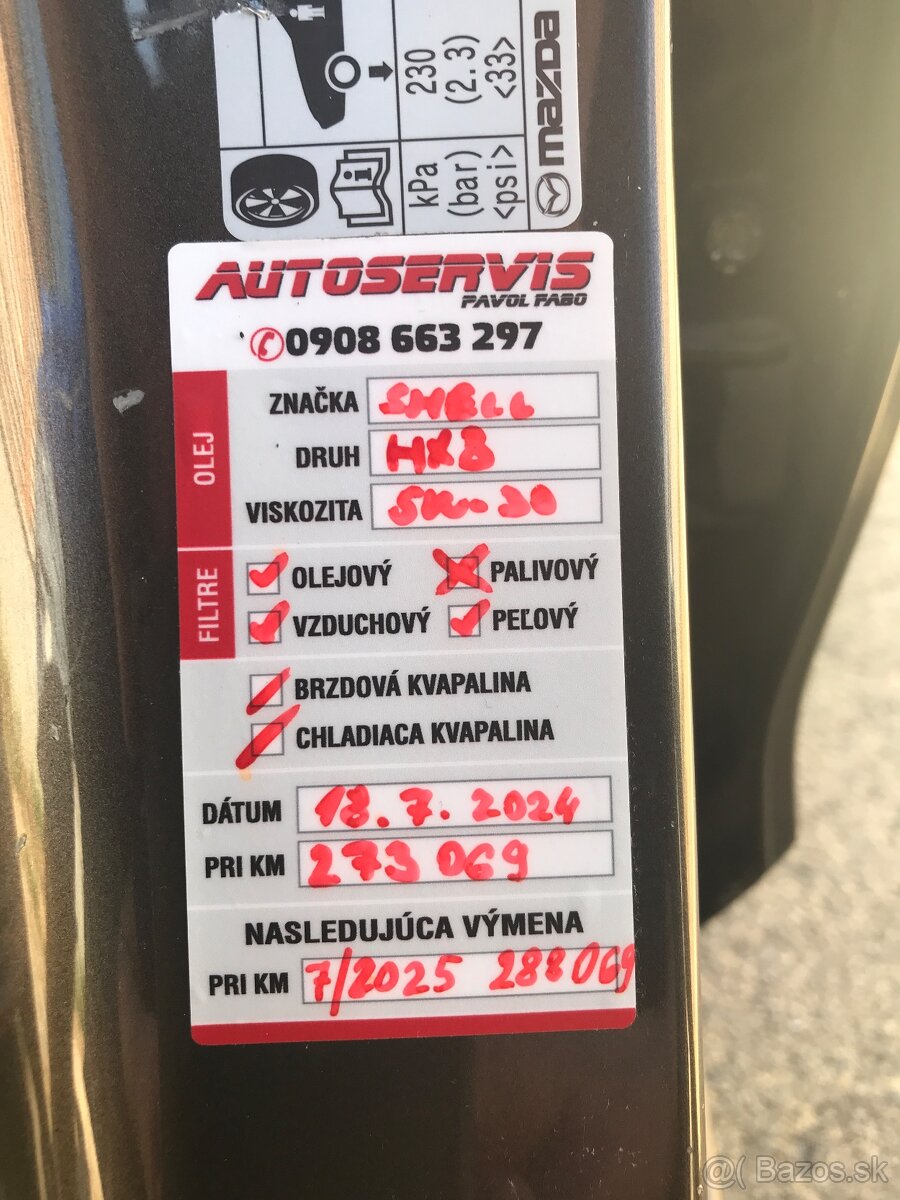 230 (2.3) <33>
kPa (bar) <psi>
mazda
AUTOSERVIS
PAVOL FABO
0908 663 297
OLEJ
ZNAČKA SHELL
DRUH HX8
VISKOZITA 5W-30
FILTRE
OLEJOVÝ PALIVOVÝ
VZDUCHOVÝ PEĽOVÝ
BRZDOVÁ KVAPALINA
CHLADIACA KVAPALINA
DÁTUM 18.7.2024
PRI KM 273 069
NASLEDUJÚCA VÝMENA
PRI KM 7/2025 288 069
@( Bazos.sk